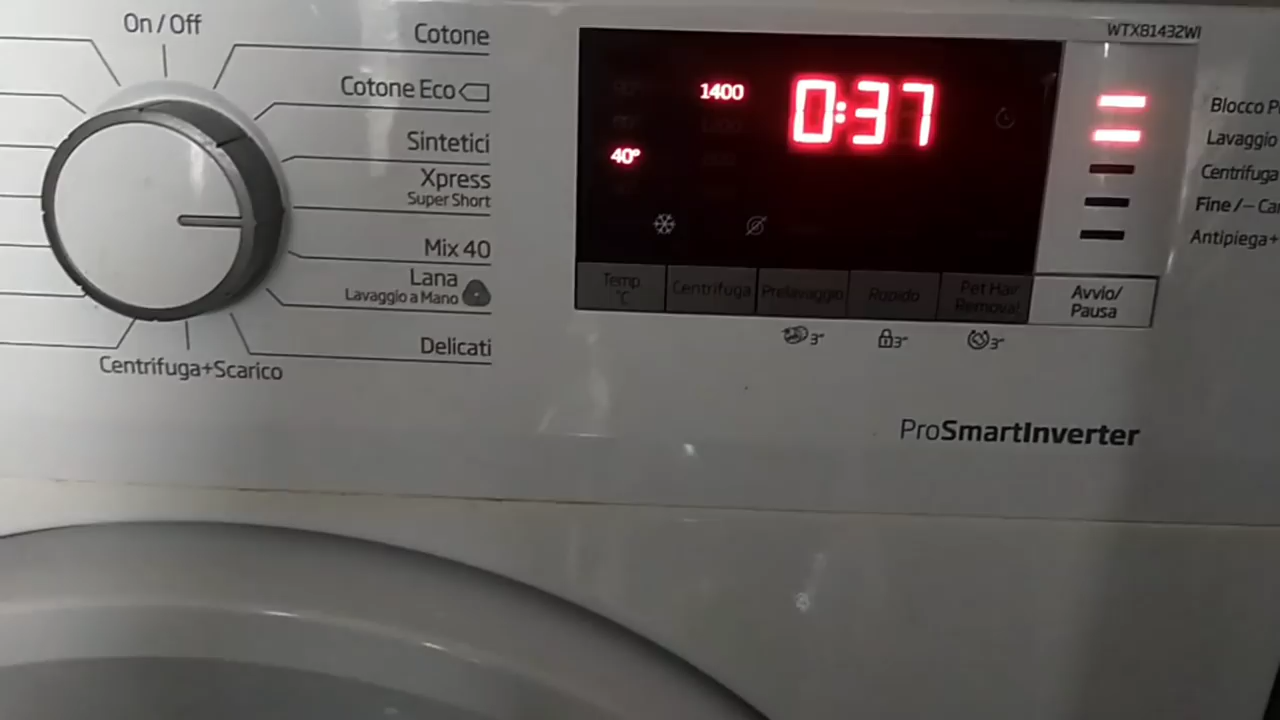 On / Off
Cotone
Cotone Eco
Sintetici
Xpress
Super Short
Mix 40
Lana
Lavaggio a Mano
Delicati
Centrifuga+Scarico
WTX81432WI
1400
0:37
40°
Temp.
°C
Centrifuga
Prelavaggio
Rapido
Pet Hair
Removal
Avvio/
Pausa
3"
3"
3"
Blocco
Lavaggio
Centrifuga
Fine /
Antipiega+
ProSmartInverter